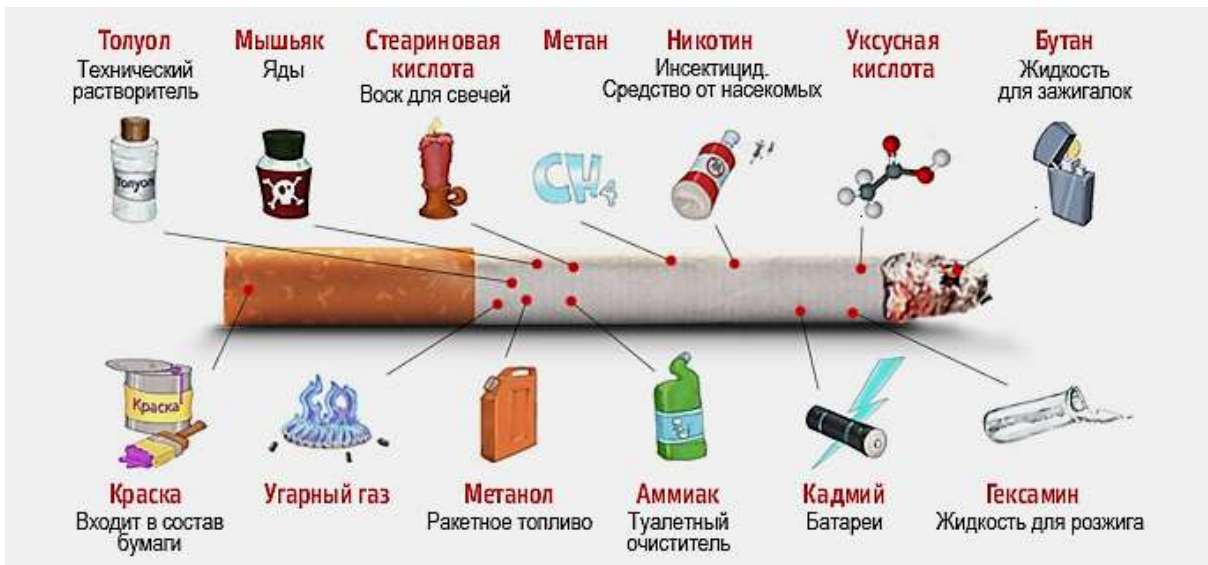 Толуол
Технический
растворитель
Мышьяк
Яды
Стеариновая
кислота
Воск для свечей
Метан
Никотин
Инсектицид.
Средство от насекомых
Уксусная
кислота
Бутан
Жидкость
для зажигалок
Толуол
CH4
Краска
Краска
Входит в состав
бумаги
Угарный газ
Метанол
Ракетное топливо
Аммиак
Туалетный
очиститель
Кадмий
Батареи
Гексамин
Жидкость для розжига